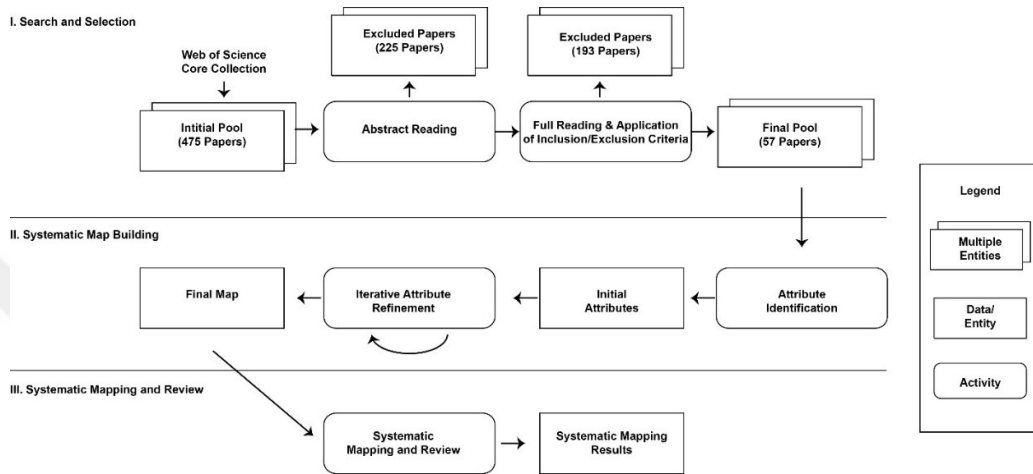 I. Search and Selection
Web of Science
Core Collection
Excluded Papers
(225 Papers)
Excluded Papers
(193 Papers)
Intitial Pool
(475 Papers)
Abstract Reading
Full Reading & Application
of Inclusion/Exclusion Criteria
Final Pool
(57 Papers)
II. Systematic Map Building
Final Map
Iterative Attribute
Refinement
Initial
Attributes
Attribute
Identification
III. Systematic Mapping and Review
Systematic
Mapping and Review
Systematic Mapping
Results
Legend
Multiple
Entities
Data/
Entity
Activity